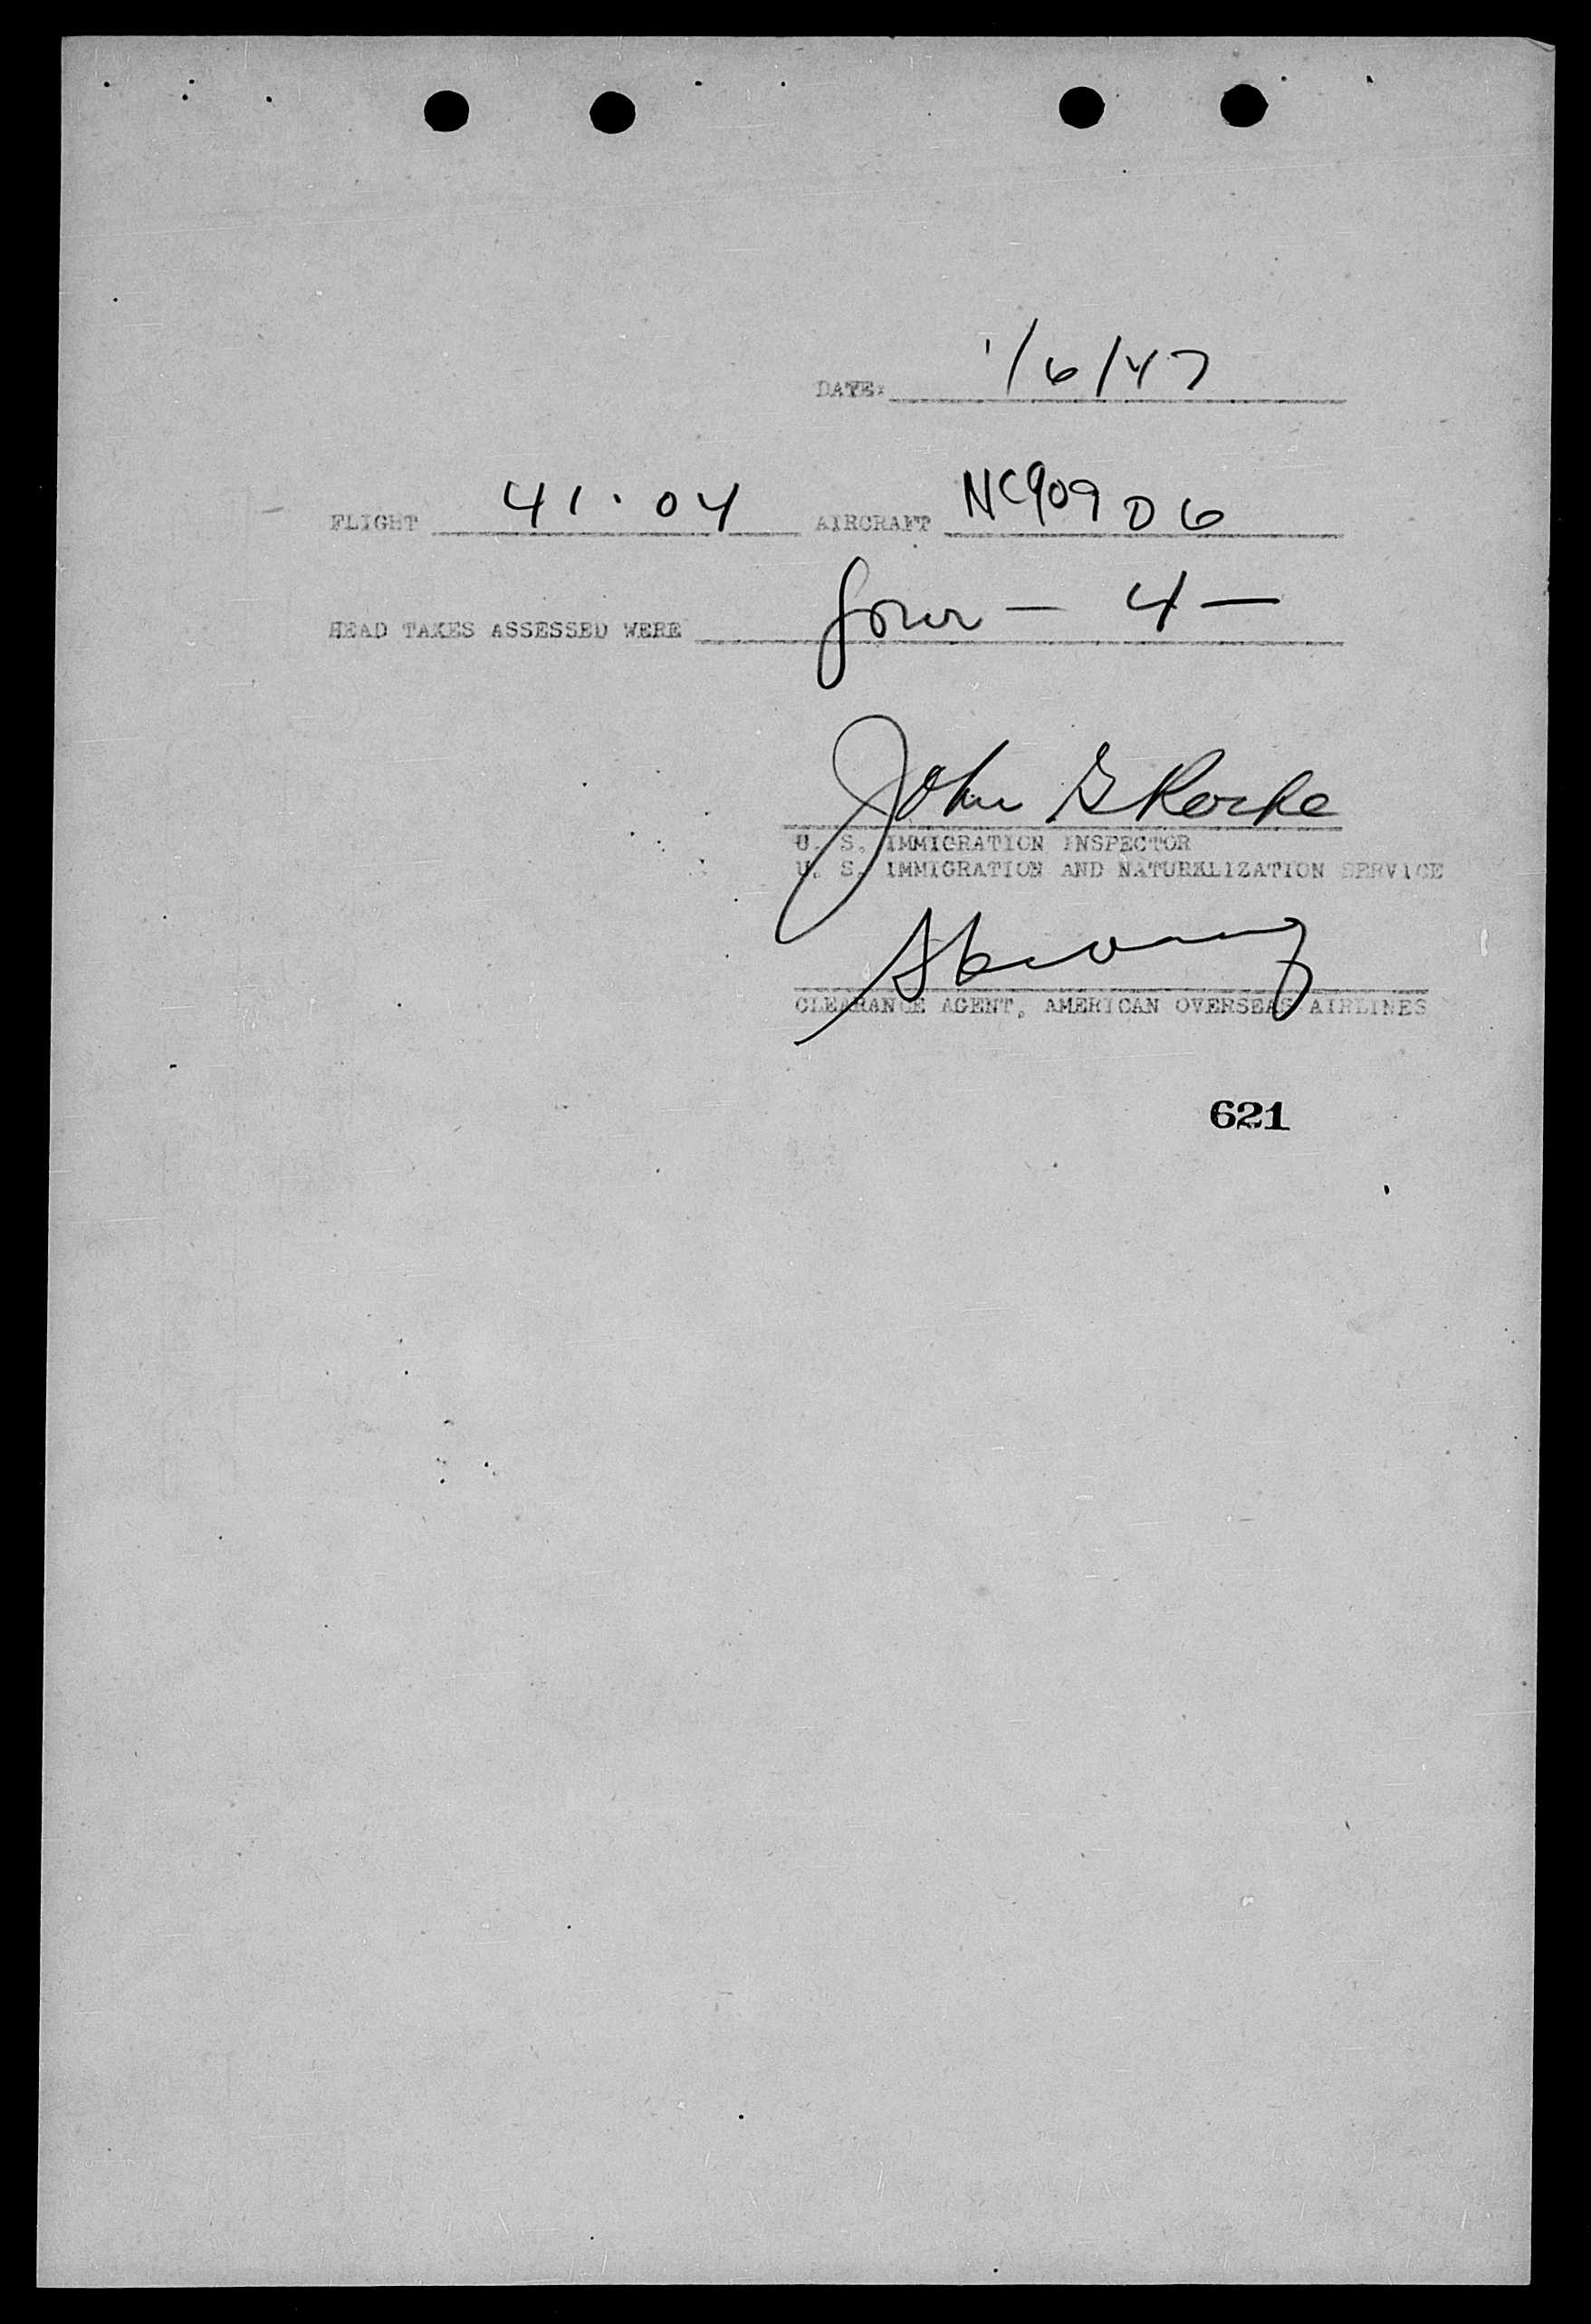 DATE: 1/6/47
FLIGHT 41·04 AIRCRAFT NC90906
HEAD TAXES ASSESSED WERE four — 4 —
John G Roche
U. S. IMMIGRATION INSPECTOR
U. S. IMMIGRATION AND NATURALIZATION SERVICE
CLEARANCE AGENT, AMERICAN OVERSEAS AIRLINES
621